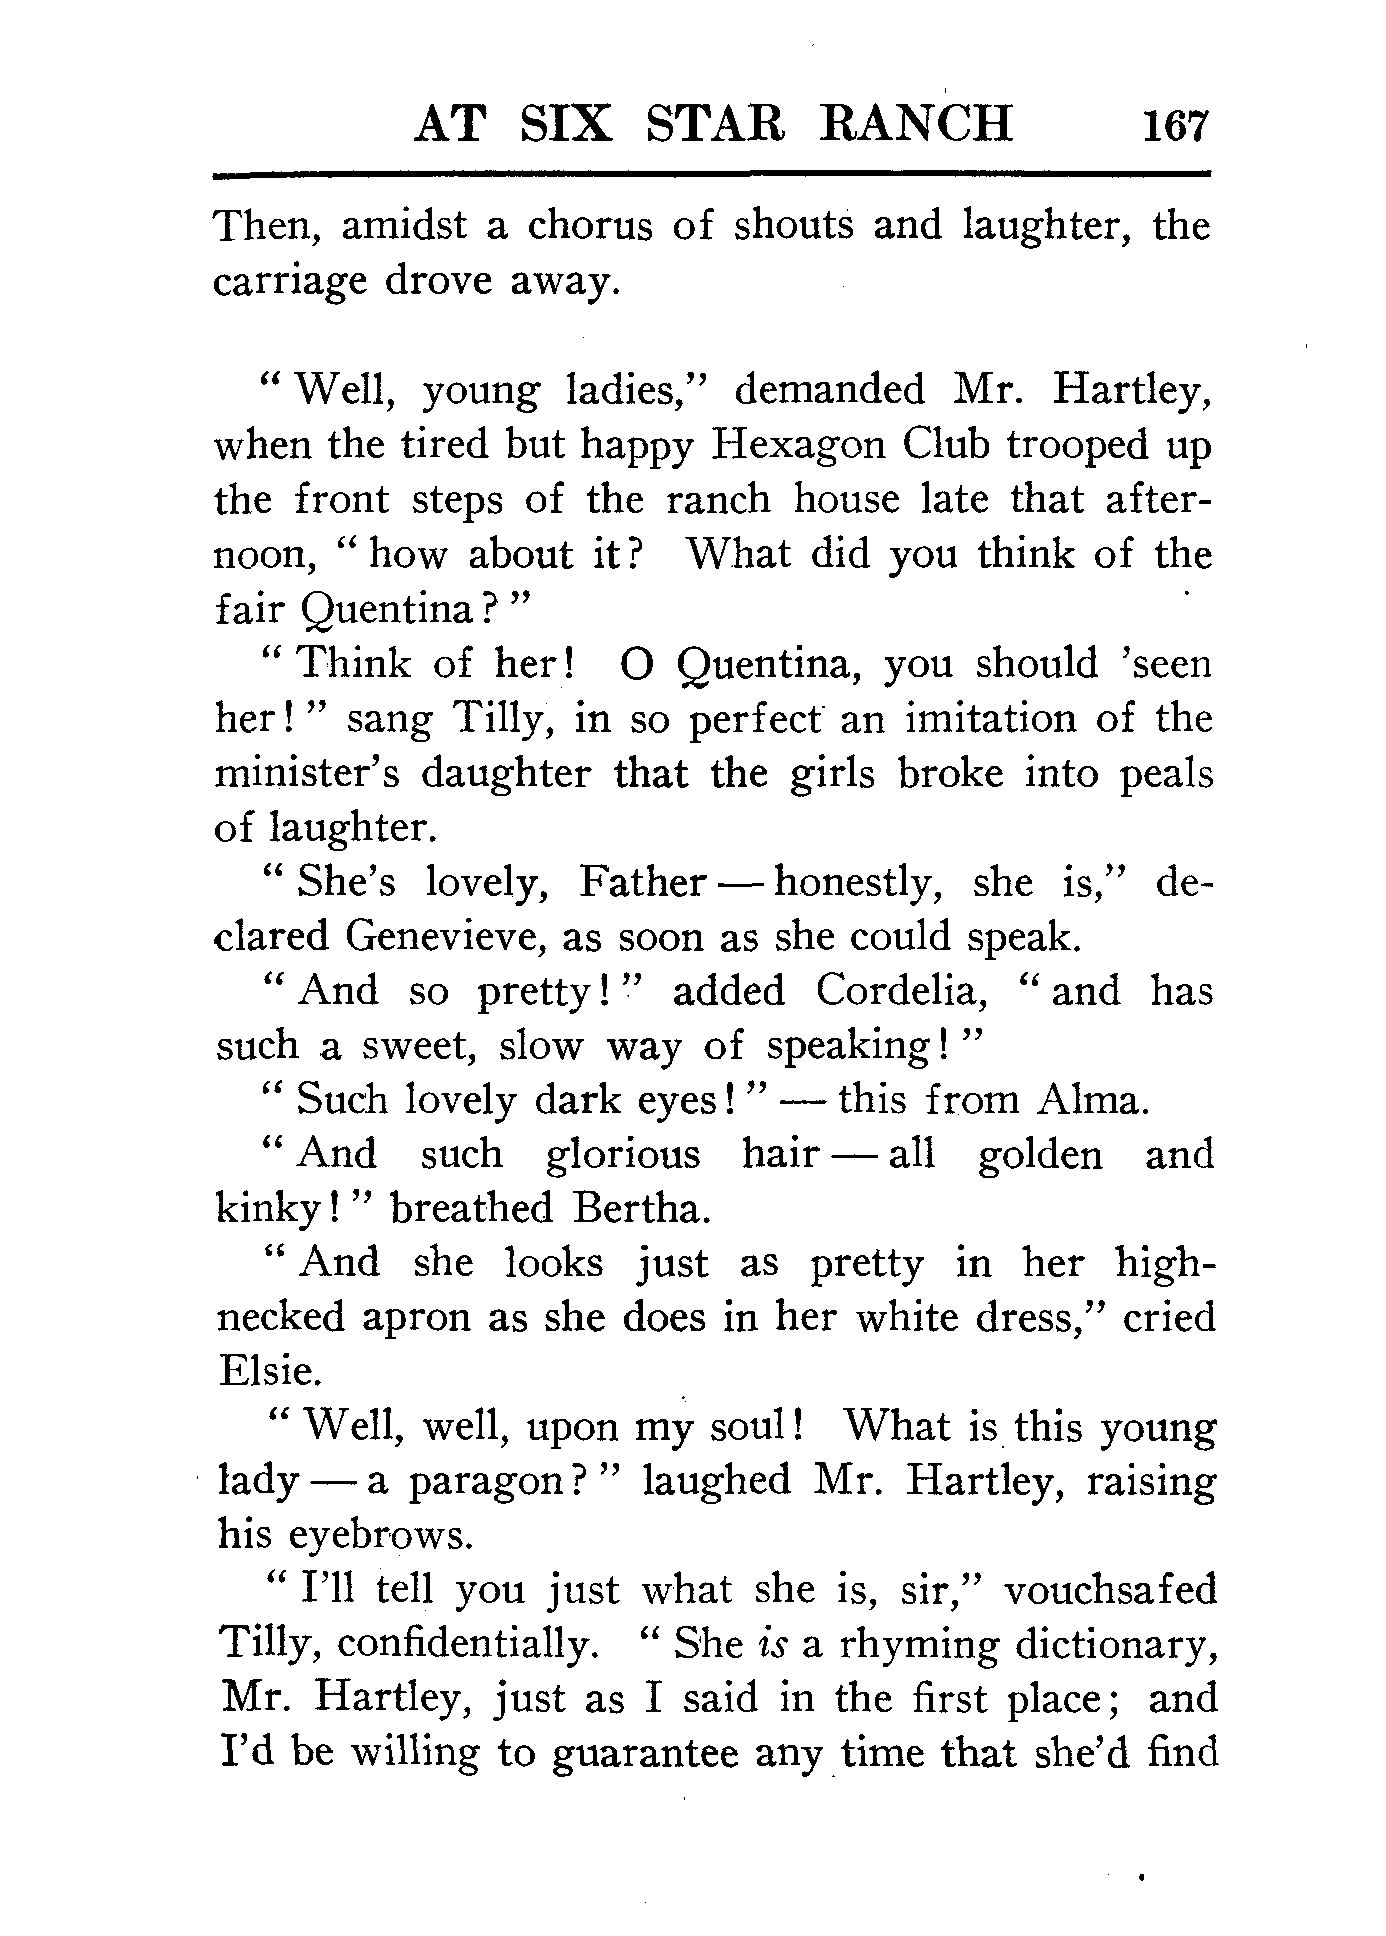 AT SIX STAR RANCH 167
Then, amidst a chorus of shouts and laughter, the
carriage drove away.
“ Well, young ladies,” demanded Mr. Hartley,
when the tired but happy Hexagon Club trooped up
the front steps of the ranch house late that after-
noon, “ how about it? What did you think of the
fair Quentina? ”
“ Think of her! O Quentina, you should ’seen
her! ” sang Tilly, in so perfect an imitation of the
minister’s daughter that the girls broke into peals
of laughter.
“ She’s lovely, Father — honestly, she is,” de-
clared Genevieve, as soon as she could speak.
“ And so pretty! ” added Cordelia, “ and has
such a sweet, slow way of speaking! ”
“ Such lovely dark eyes! ” — this from Alma.
“ And such glorious hair — all golden and
kinky! ” breathed Bertha.
“ And she looks just as pretty in her high-
necked apron as she does in her white dress,” cried
Elsie.
“ Well, well, upon my soul! What is this young
lady — a paragon? ” laughed Mr. Hartley, raising
his eyebrows.
“ I’ll tell you just what she is, sir,” vouchsafed
Tilly, confidentially. “ She is a rhyming dictionary,
Mr. Hartley, just as I said in the first place; and
I’d be willing to guarantee any time that she’d find